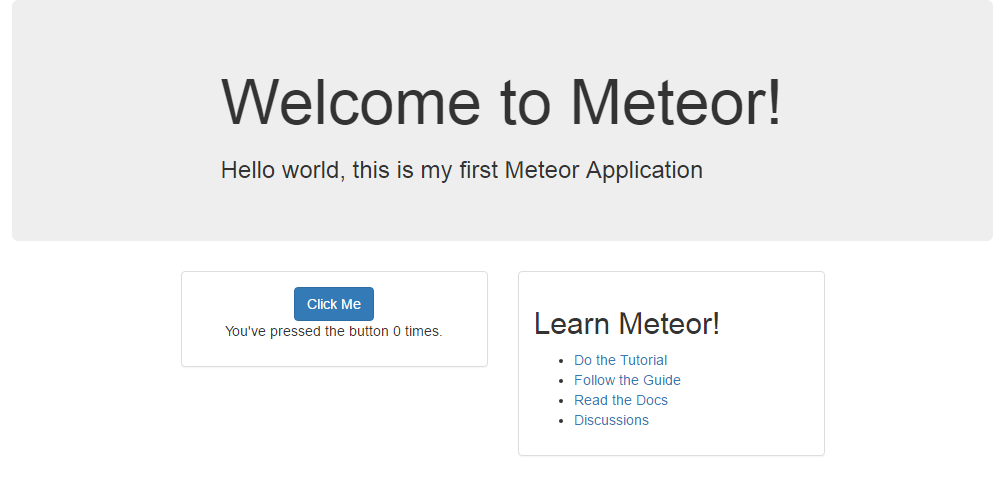 Welcome to Meteor!
Hello world, this is my first Meteor Application
Click Me
You've pressed the button 0 times.
Learn Meteor!
Do the Tutorial
Follow the Guide
Read the Docs
Discussions